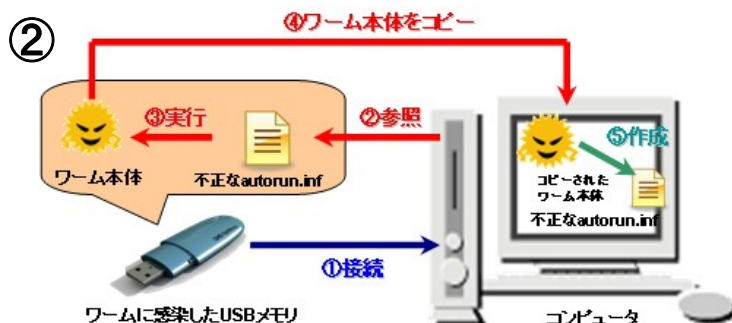 ②
④ワーム本体をコピー
③実行
②参照
ワーム本体
不正なautorun.inf
⑤作成
コピーされた
ワーム本体
不正なautorun.inf
①接続
ワームに感染したUSBメモリ
コンピュータ